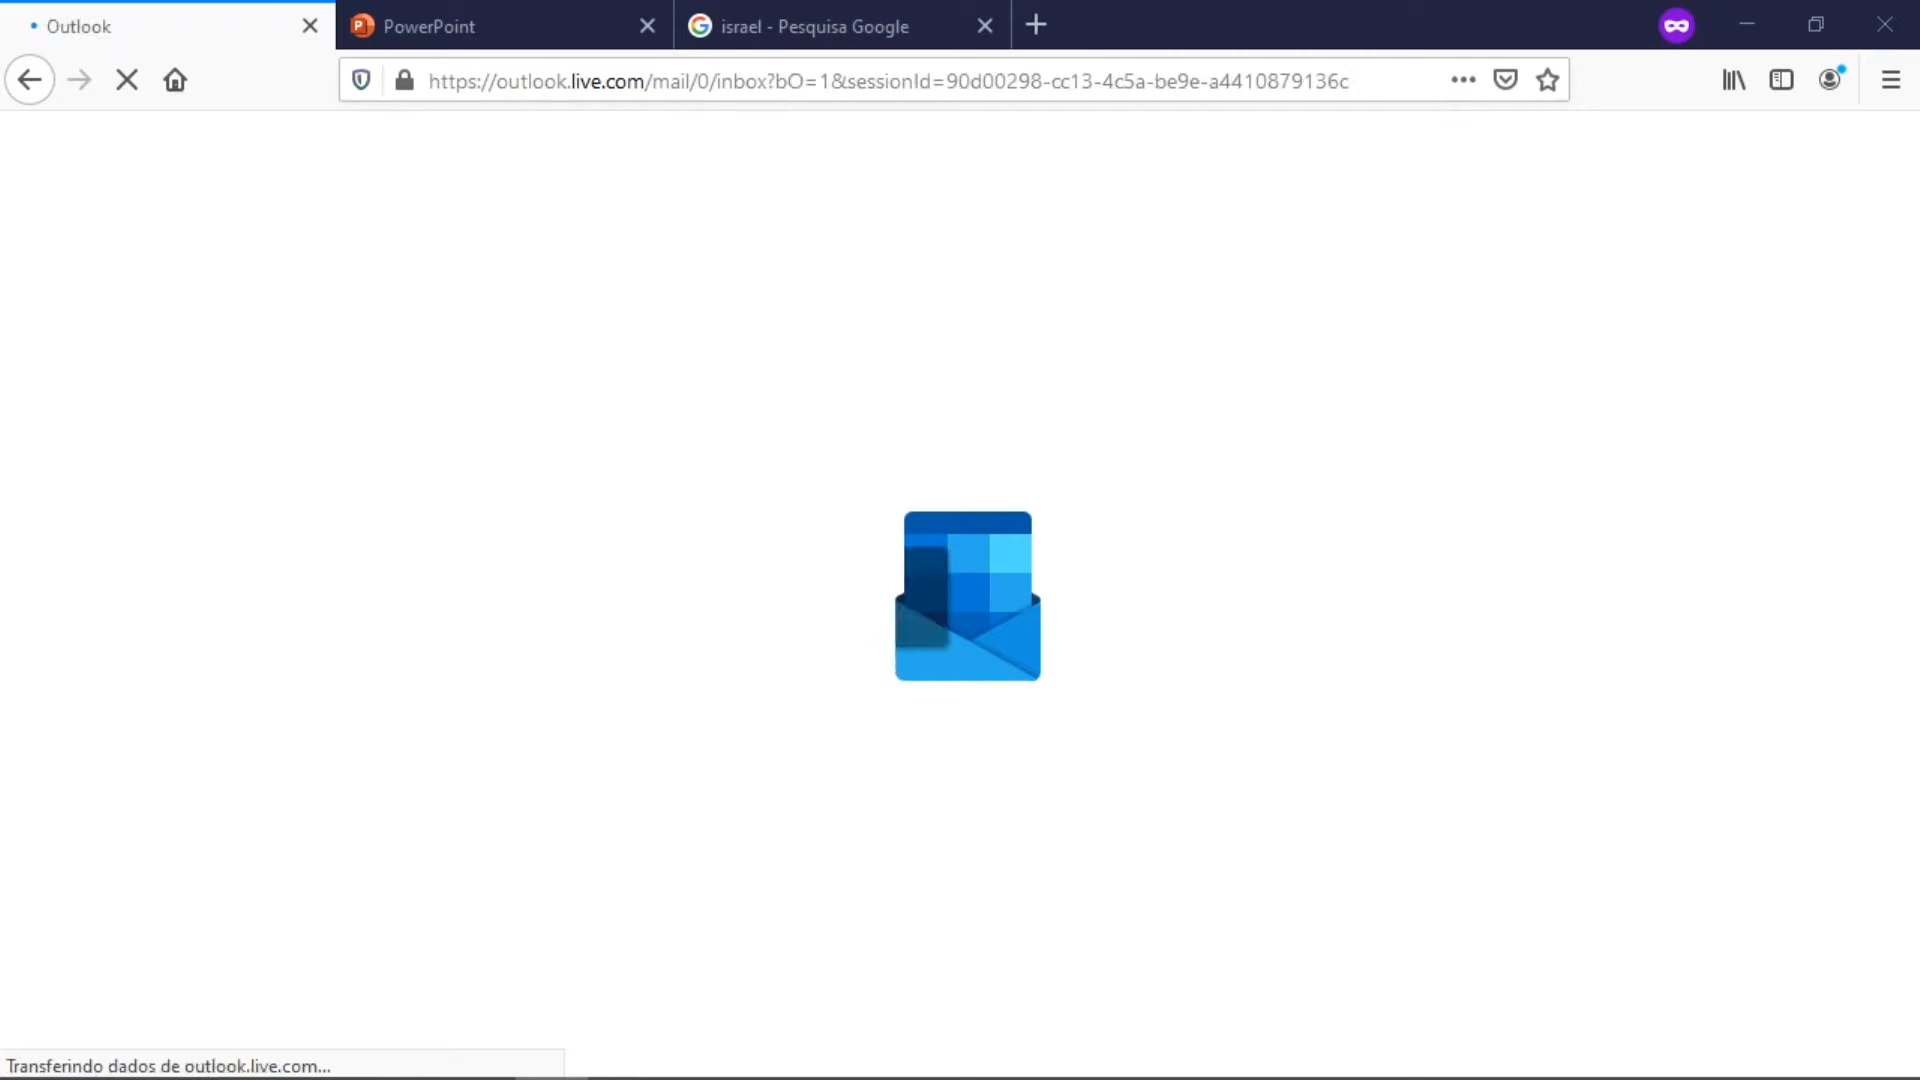 Outlook
PowerPoint
israel - Pesquisa Google
https://outlook.live.com/mail/0/inbox?bO=1&sessionId=90d00298-cc13-4c5a-be9e-a4410879136c
Transferindo dados de outlook.live.com...